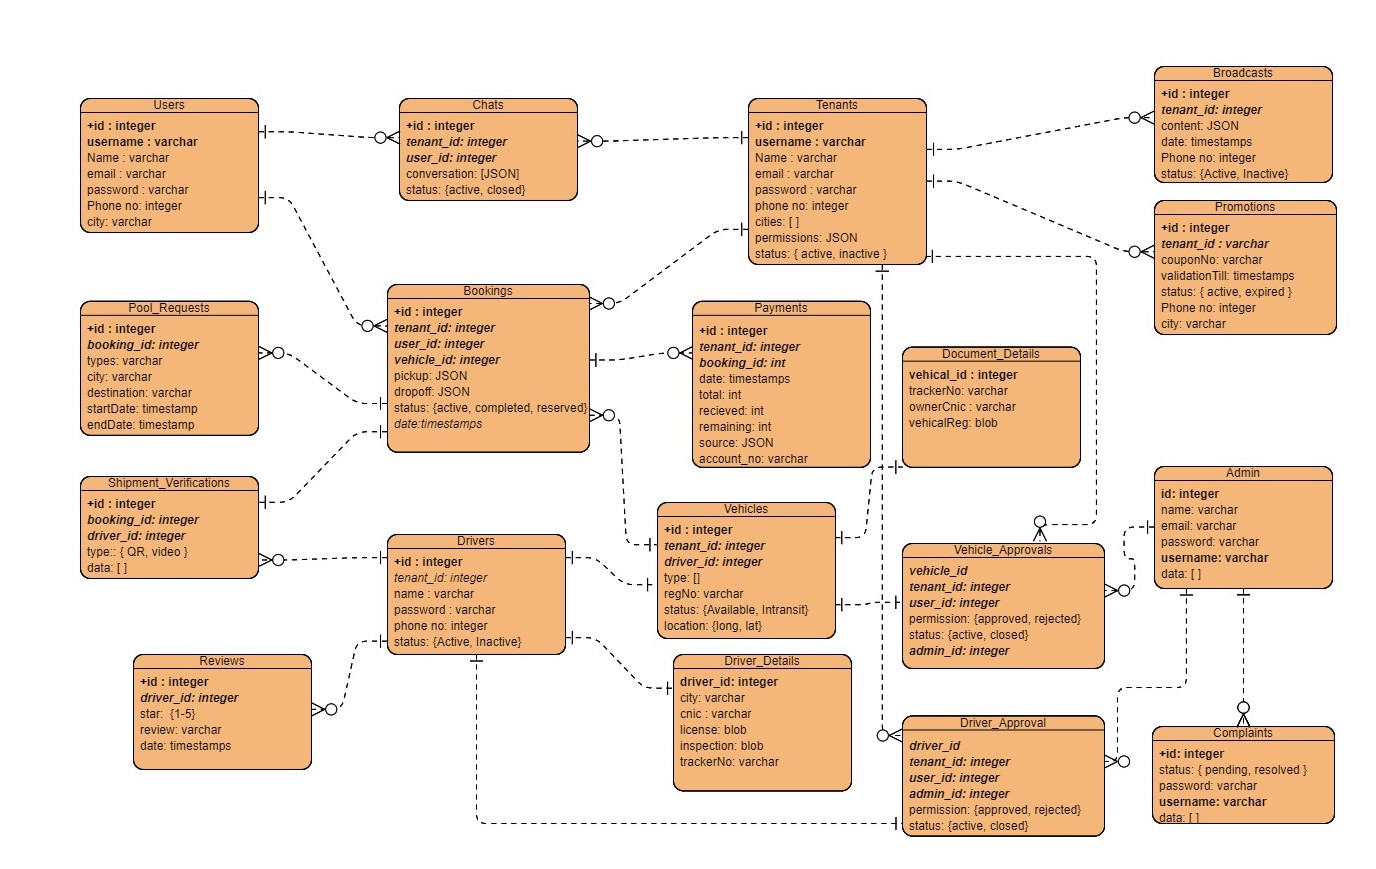 Users
+id : integer
username : varchar
Name : varchar
email : varchar
password : varchar
Phone no: integer
city: varchar
Chats
+id : integer
tenant_id: integer
user_id: integer
conversation: [JSON]
status: {active, closed}
Tenants
+id : integer
username : varchar
Name : varchar
email : varchar
password : varchar
phone no: integer
cities: [ ]
permissions: JSON
status: { active, inactive }
Broadcasts
+id : integer
tenant_id: integer
content: JSON
date: timestamps
Phone no: integer
status: {Active, Inactive}
Promotions
+id : integer
tenant_id : varchar
couponNo: varchar
validationTill: timestamps
status: { active, expired }
Phone no: integer
city: varchar
Pool_Requests
+id : integer
booking_id: integer
types: varchar
city: varchar
destination: varchar
startDate: timestamp
endDate: timestamp
Bookings
+id : integer
tenant_id: integer
user_id: integer
vehicle_id: integer
pickup: JSON
dropoff: JSON
status: {active, completed, reserved}
date:timestamps
Payments
+id : integer
tenant_id: integer
booking_id: int
date: timestamps
total: int
recieved: int
remaining: int
source: JSON
account_no: varchar
Document_Details
vehical_id : integer
trackerNo: varchar
ownerCnic : varchar
vehicalReg: blob
Shipment_Verifications
+id : integer
booking_id: integer
driver_id: integer
type:: { QR, video }
data: [ ]
Drivers
+id : integer
tenant_id: integer
name : varchar
password : varchar
phone no: integer
status: {Active, Inactive}
Vehicles
+id : integer
tenant_id: integer
driver_id: integer
type: []
regNo: varchar
status: {Available, Intransit}
location: {long, lat}
Vehicle_Approvals
vehicle_id
tenant_id: integer
user_id: integer
permission: {approved, rejected}
status: {active, closed}
admin_id: integer
Admin
id: integer
name: varchar
email: varchar
password: varchar
username: varchar
data: [ ]
Reviews
+id : integer
driver_id: integer
star: {1-5}
review: varchar
date: timestamps
Driver_Details
driver_id: integer
city: varchar
cnic : varchar
license: blob
inspection: blob
trackerNo: varchar
Driver_Approval
driver_id
tenant_id: integer
user_id: integer
admin_id: integer
permission: {approved, rejected}
status: {active, closed}
Complaints
+id: integer
status: { pending, resolved }
password: varchar
username: varchar
data: [ ]